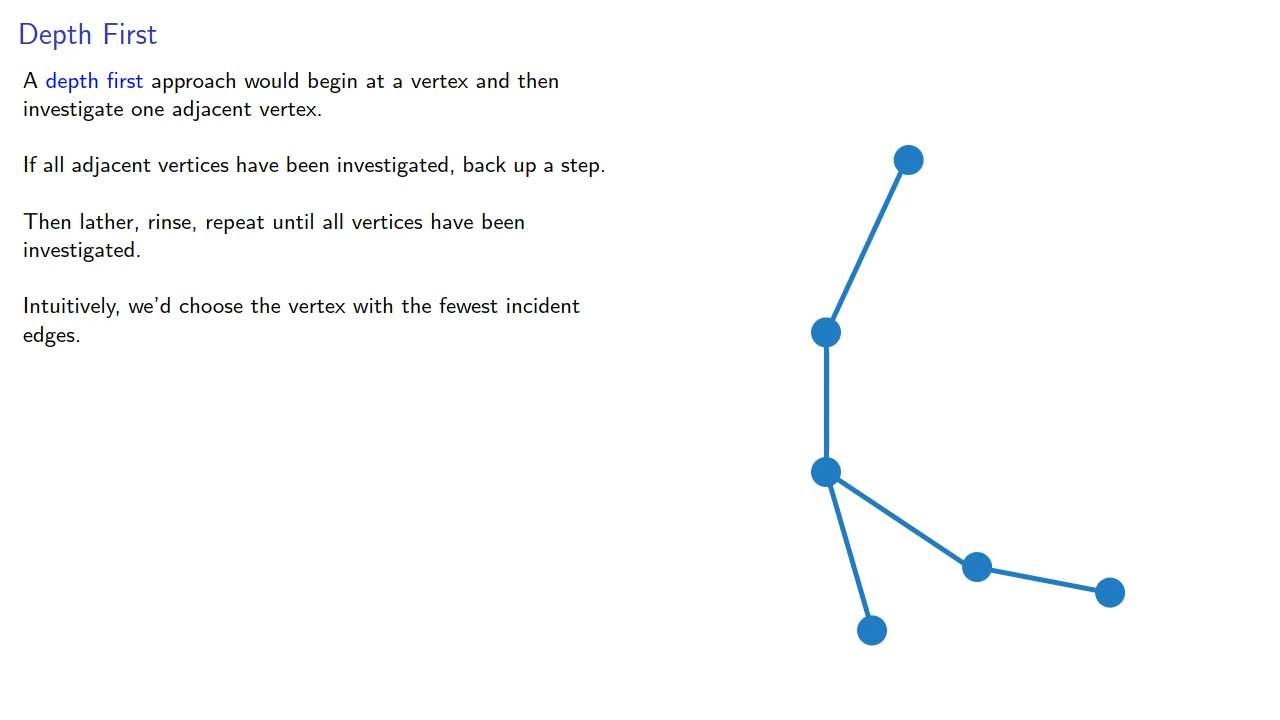 Depth First
A depth first approach would begin at a vertex and then
investigate one adjacent vertex.
If all adjacent vertices have been investigated, back up a step.
Then lather, rinse, repeat until all vertices have been
investigated.
Intuitively, we’d choose the vertex with the fewest incident
edges.